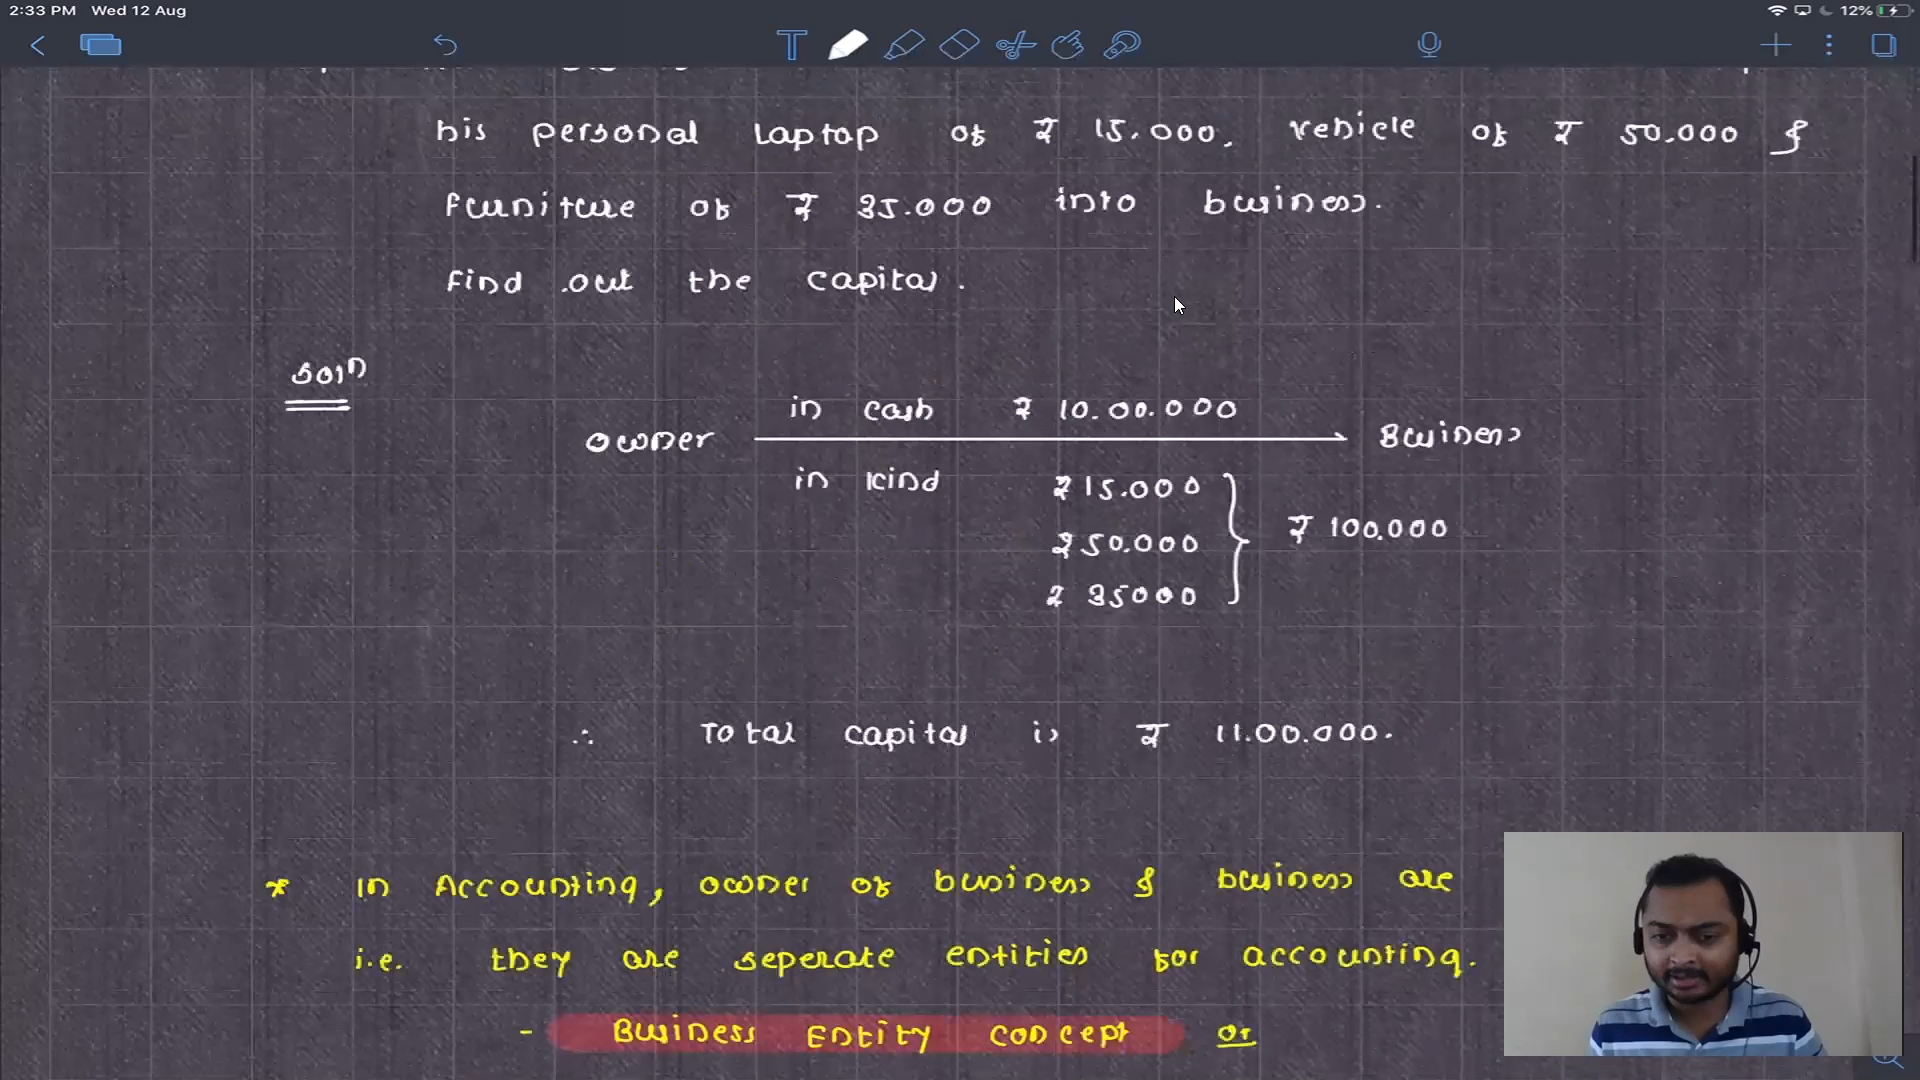 2:33 PM Wed 12 Aug
12%
his personal Laptop of ₹ 15.000, vehicle of ₹ 50.000 &
Furniture of ₹ 35.000 into business.
Find out the capital.
Soln
in cash ₹ 10.00.000
owner
Business
in kind
₹ 15.000
₹ 50.000
₹ 35000
₹ 100.000
∴ Total capital is ₹ 11.00.000.
* In Accounting, owner of business & business are
i.e. they are seperate entities for accounting.
- Business Entity concept or